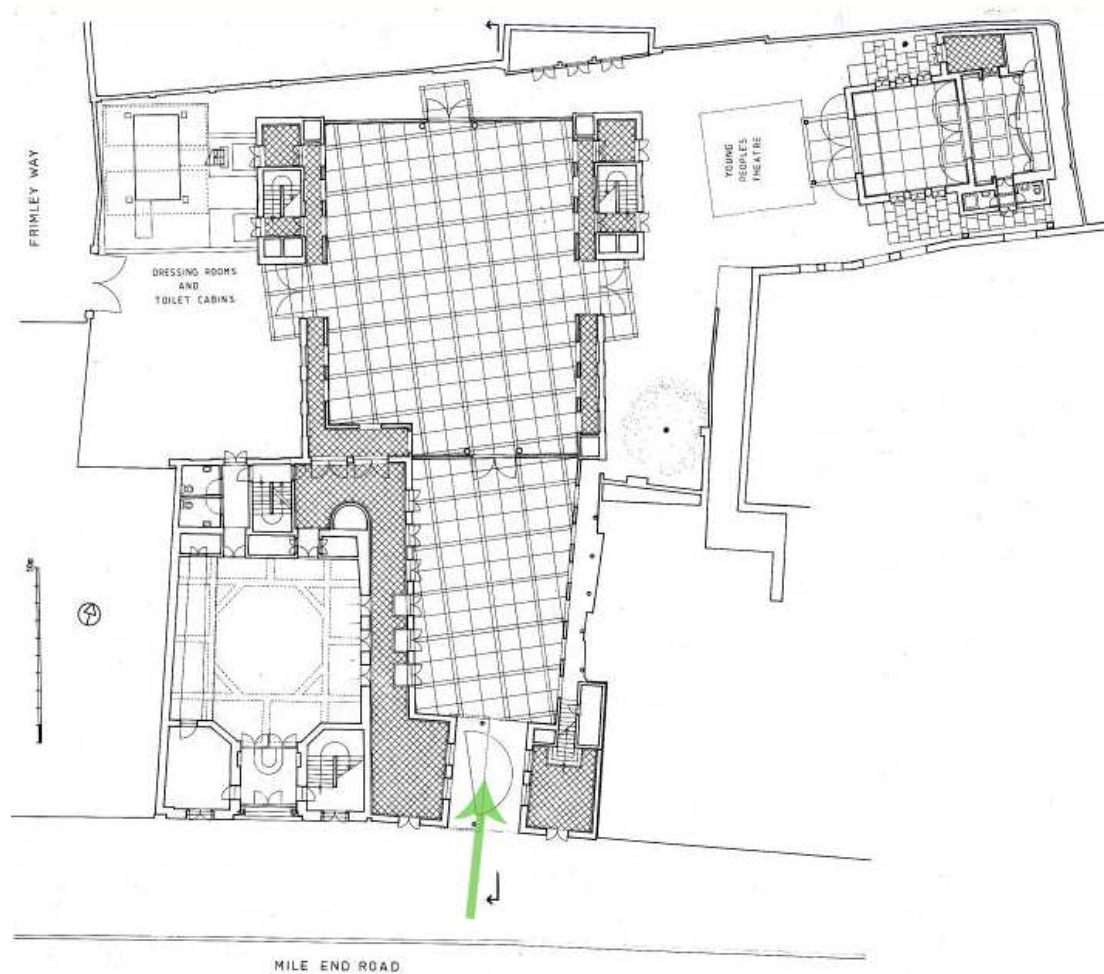 FRIMLEY WAY
DRESSING ROOMS
AND
TOILET CABINS
YOUNG
PEOPLES
THEATRE
MILE END ROAD